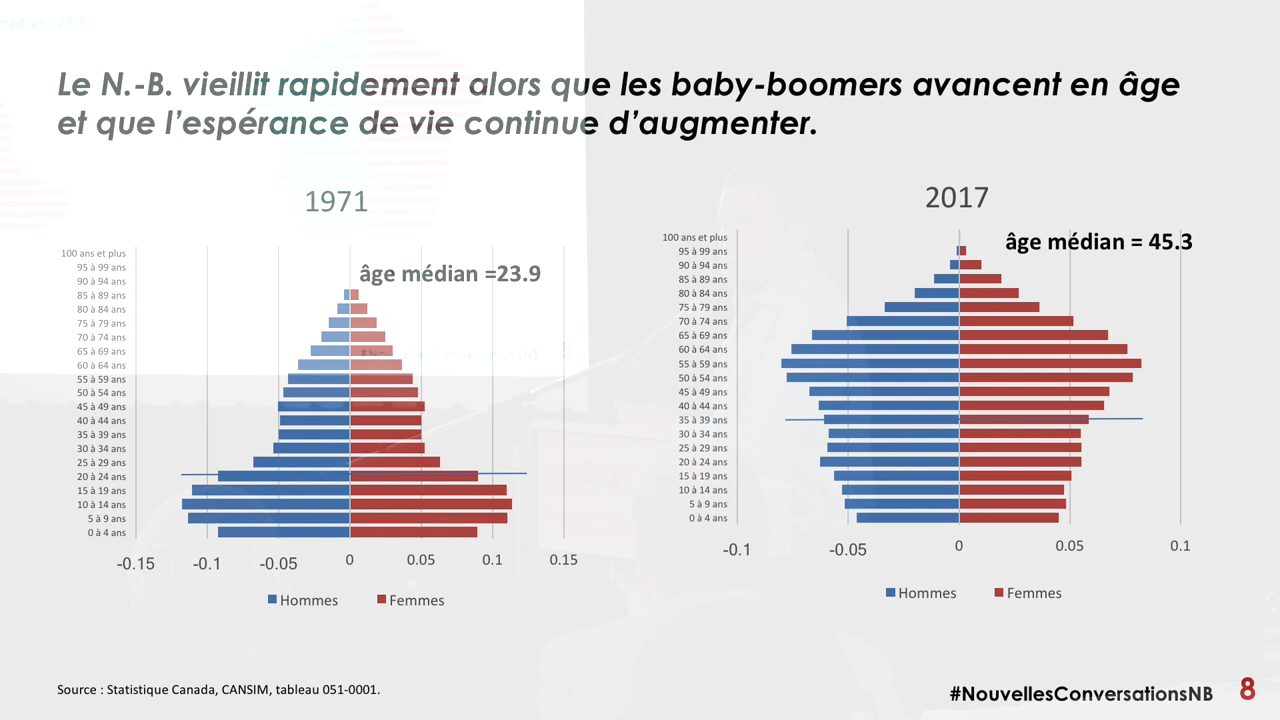 médian =23.9
Le N.-B. vieillit rapidement alors que les baby-boomers avancent en âge
et que l’espérance de vie continue d’augmenter.
1971
âge médian =23.9
100 ans et plus
95 à 99 ans
90 à 94 ans
85 à 89 ans
80 à 84 ans
75 à 79 ans
70 à 74 ans
65 à 69 ans
60 à 64 ans
55 à 59 ans
50 à 54 ans
45 à 49 ans
40 à 44 ans
35 à 39 ans
30 à 34 ans
25 à 29 ans
20 à 24 ans
15 à 19 ans
10 à 14 ans
5 à 9 ans
0 à 4 ans
-0.15 -0.1 -0.05 0 0.05 0.1 0.15
Hommes Femmes
#NouvellesConversationsNB 8
2017
âge médian = 45.3
100 ans et plus
95 à 99 ans
90 à 94 ans
85 à 89 ans
80 à 84 ans
75 à 79 ans
70 à 74 ans
65 à 69 ans
60 à 64 ans
55 à 59 ans
50 à 54 ans
45 à 49 ans
40 à 44 ans
35 à 39 ans
30 à 34 ans
25 à 29 ans
20 à 24 ans
15 à 19 ans
10 à 14 ans
5 à 9 ans
0 à 4 ans
-0.1 -0.05 0 0.05 0.1
Hommes Femmes
Source : Statistique Canada, CANSIM, tableau 051-0001.
#NouvellesConversationsNB 8